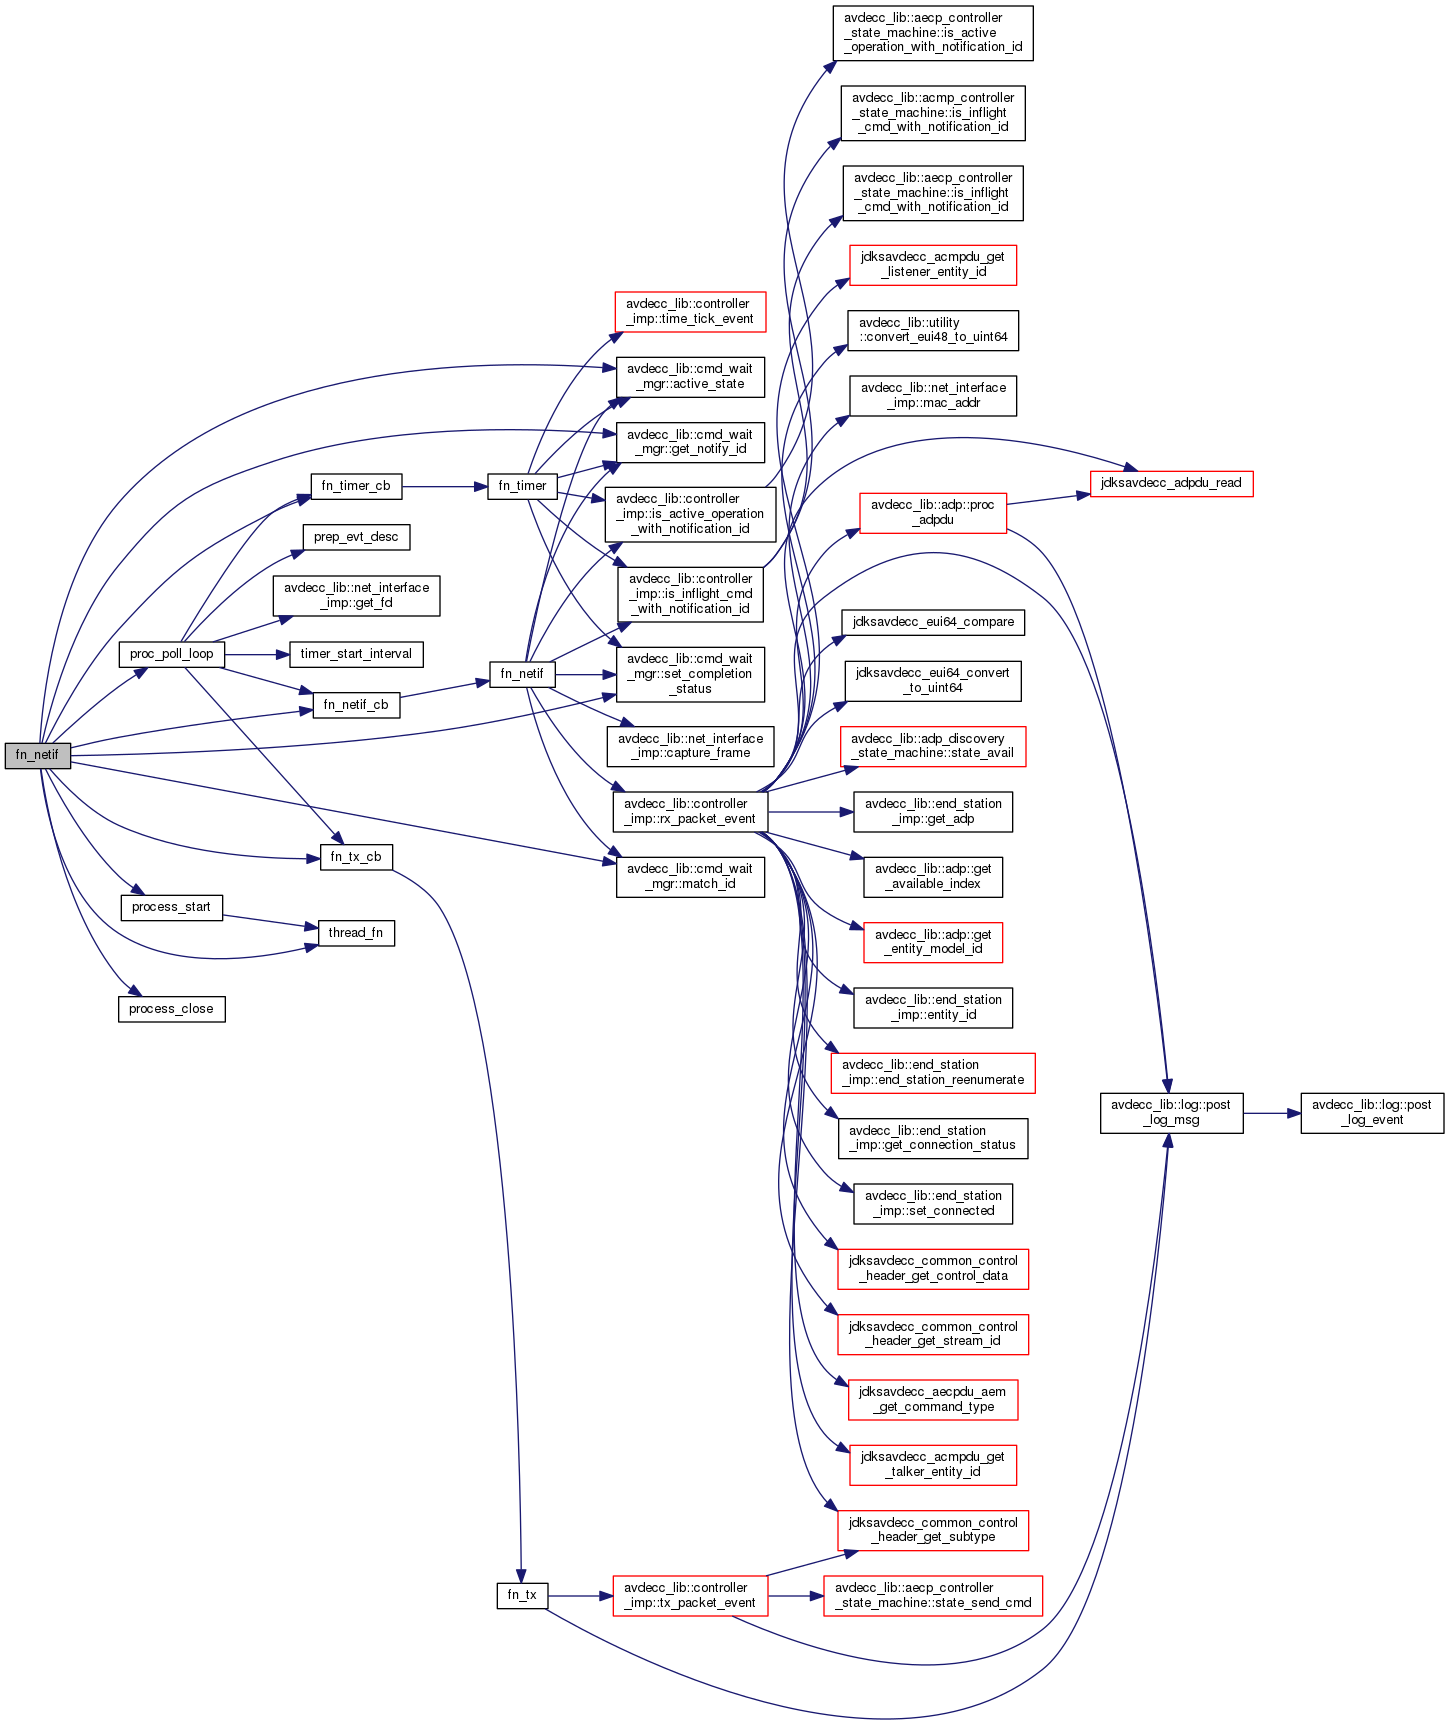 fn_netif
proc_poll_loop
process_start
process_close
fn_timer_cb
prep_evt_desc
avdecc_lib::net_interface
_imp::get_fd
timer_start_interval
fn_netif_cb
fn_tx_cb
thread_fn
fn_timer
fn_netif
fn_tx
avdecc_lib::controller
_imp::time_tick_event
avdecc_lib::cmd_wait
_mgr::active_state
avdecc_lib::cmd_wait
_mgr::get_notify_id
avdecc_lib::controller
_imp::is_active_operation
_with_notification_id
avdecc_lib::controller
_imp::is_inflight_cmd
_with_notification_id
avdecc_lib::cmd_wait
_mgr::set_completion
_status
avdecc_lib::net_interface
_imp::capture_frame
avdecc_lib::controller
_imp::rx_packet_event
avdecc_lib::cmd_wait
_mgr::match_id
avdecc_lib::controller
_imp::tx_packet_event
avdecc_lib::aecp_controller
_state_machine::is_active
_operation_with_notification_id
avdecc_lib::acmp_controller
_state_machine::is_inflight
_cmd_with_notification_id
avdecc_lib::aecp_controller
_state_machine::is_inflight
_cmd_with_notification_id
jdksavdecc_acmpdu_get
_listener_entity_id
avdecc_lib::utility
::convert_eui48_to_uint64
avdecc_lib::net_interface
_imp::mac_addr
avdecc_lib::adp::proc
_adpdu
jdksavdecc_eui64_compare
jdksavdecc_eui64_convert
_to_uint64
avdecc_lib::adp_discovery
_state_machine::state_avail
avdecc_lib::end_station
_imp::get_adp
avdecc_lib::adp::get
_available_index
avdecc_lib::adp::get
_entity_model_id
avdecc_lib::end_station
_imp::entity_id
avdecc_lib::end_station
_imp::end_station_reenumerate
avdecc_lib::end_station
_imp::get_connection_status
avdecc_lib::end_station
_imp::set_connected
jdksavdecc_common_control
_header_get_control_data
jdksavdecc_common_control
_header_get_stream_id
jdksavdecc_aecpdu_aem
_get_command_type
jdksavdecc_acmpdu_get
_talker_entity_id
jdksavdecc_common_control
_header_get_subtype
avdecc_lib::aecp_controller
_state_machine::state_send_cmd
jdksavdecc_adpdu_read
avdecc_lib::log::post
_log_msg
avdecc_lib::log::post
_log_event